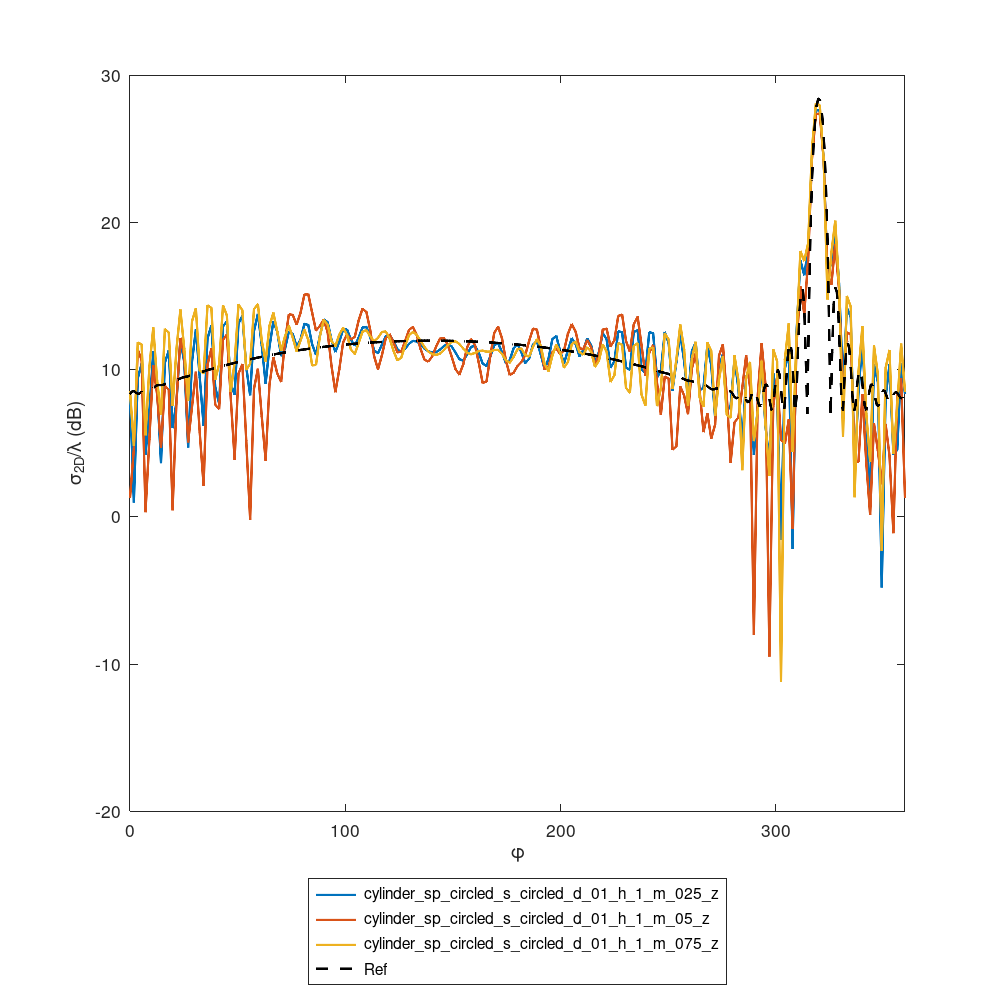 30
20
10
0
-10
-20
0 100 200 300
σ2D/λ (dB)
φ
cylinder_sp_circled_s_circled_d_01_h_1_m_025_z
cylinder_sp_circled_s_circled_d_01_h_1_m_05_z
cylinder_sp_circled_s_circled_d_01_h_1_m_075_z
Ref